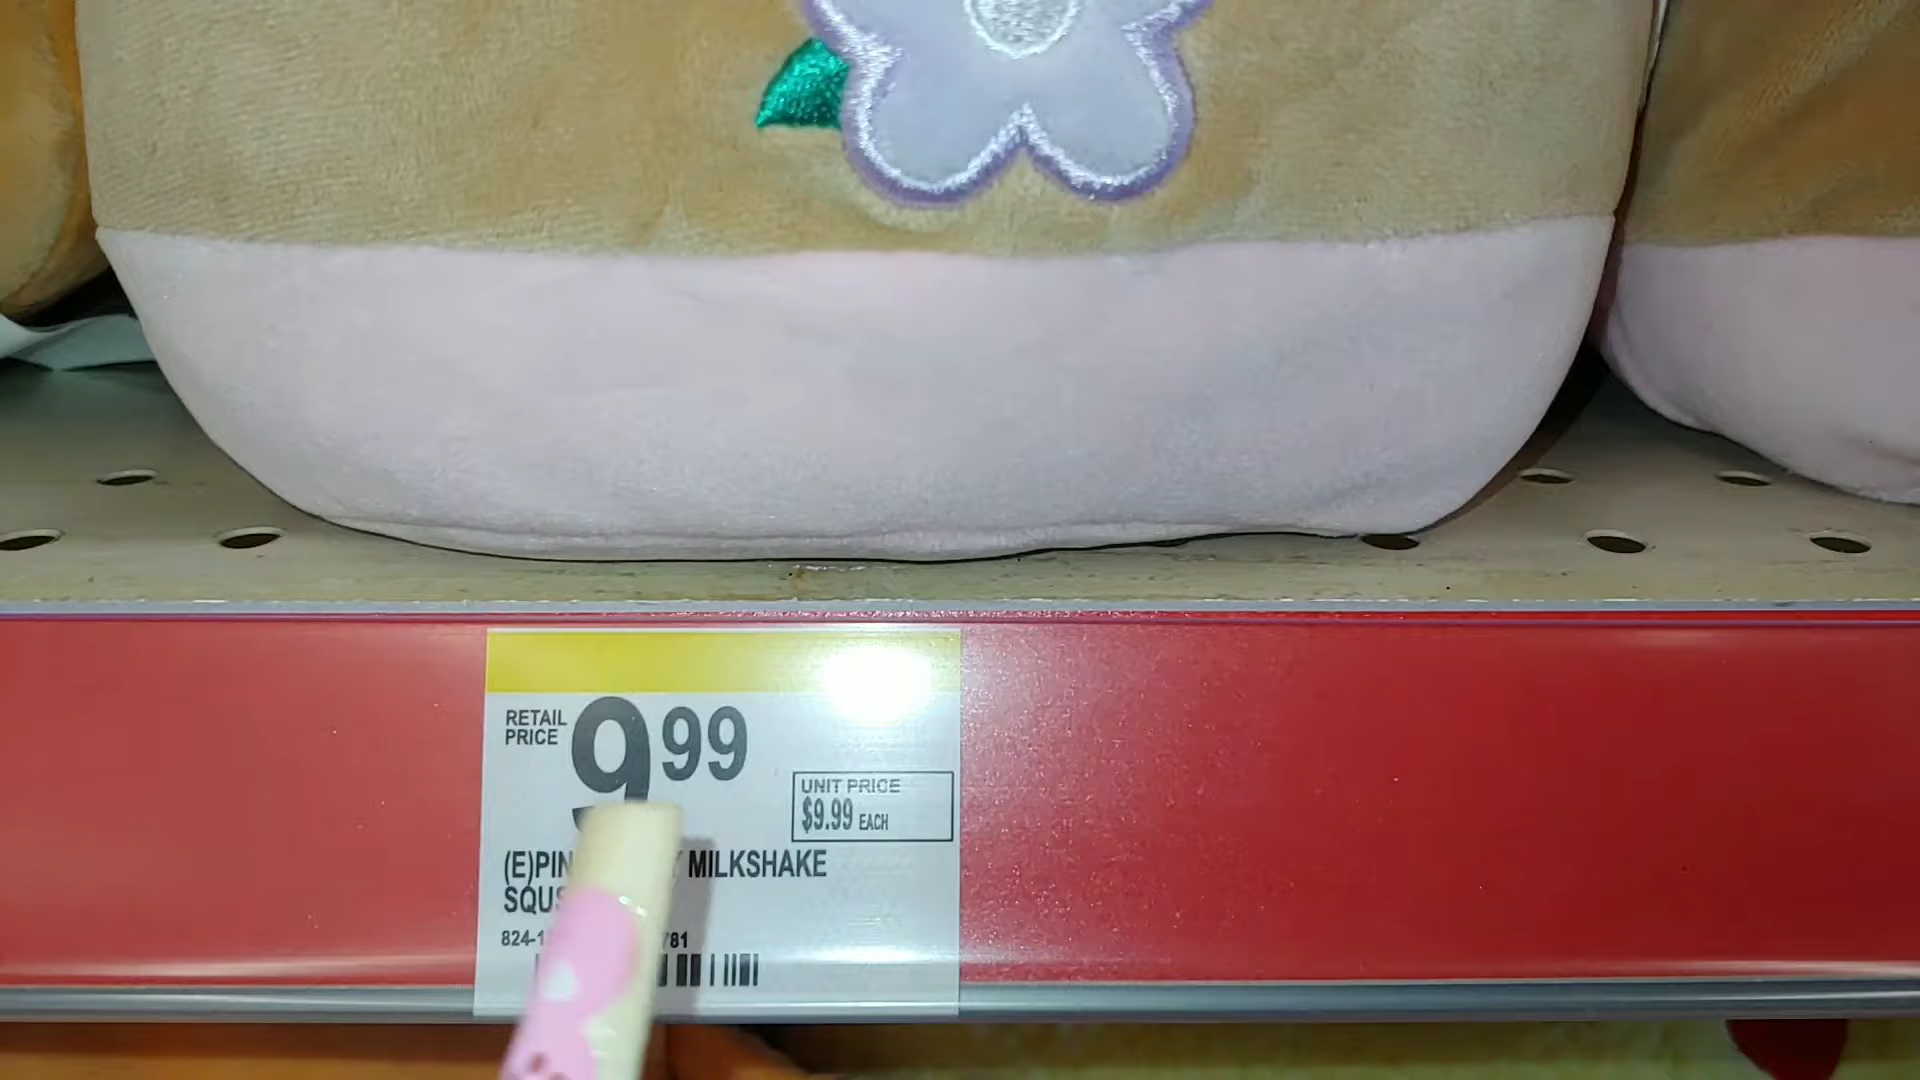 RETAIL
PRICE
9 99
UNIT PRICE
$9.99 EACH
(E)PIN MILKSHAKE
SQUS
824-1 781